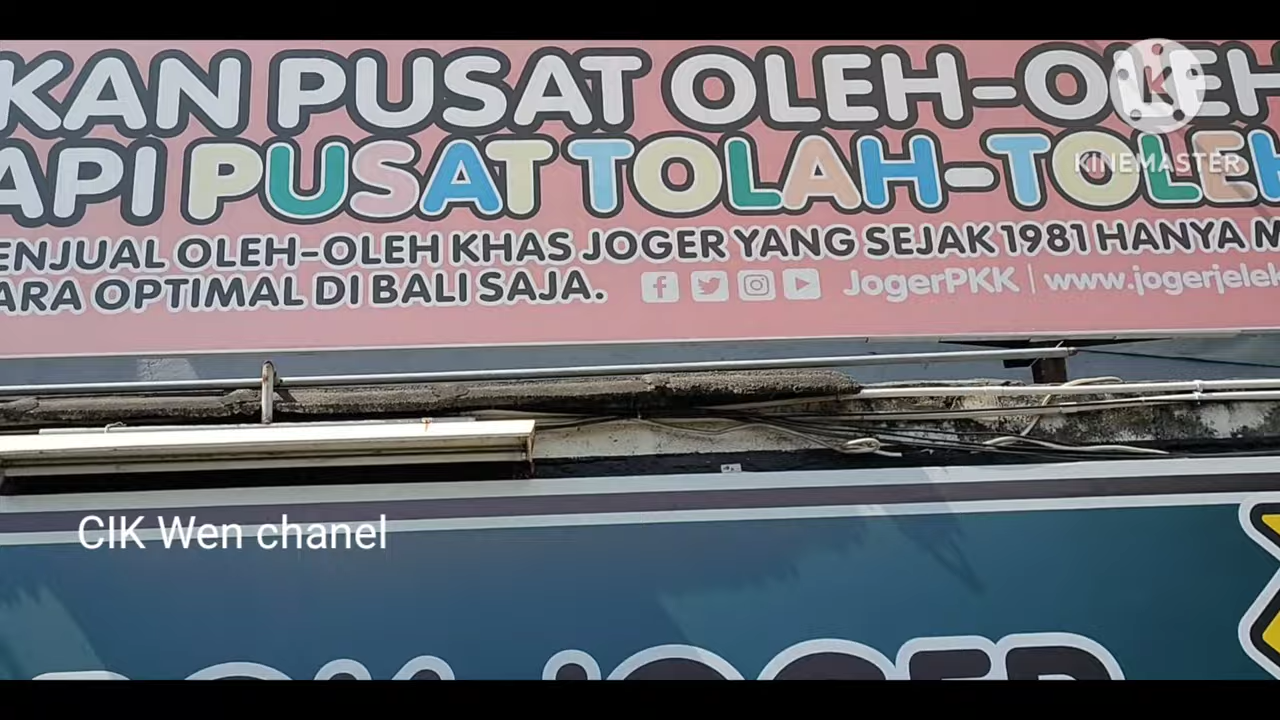 KAN PUSAT OLEH-OLEH
API PUSAT TOLAH-TOLEH
KINEMASTER
ENJUAL OLEH-OLEH KHAS JOGER YANG SEJAK 1981 HANYA M
ARA OPTIMAL DI BALI SAJA.
JogerPKK | www.jogerjelek
CIK Wen chanel
JOGER